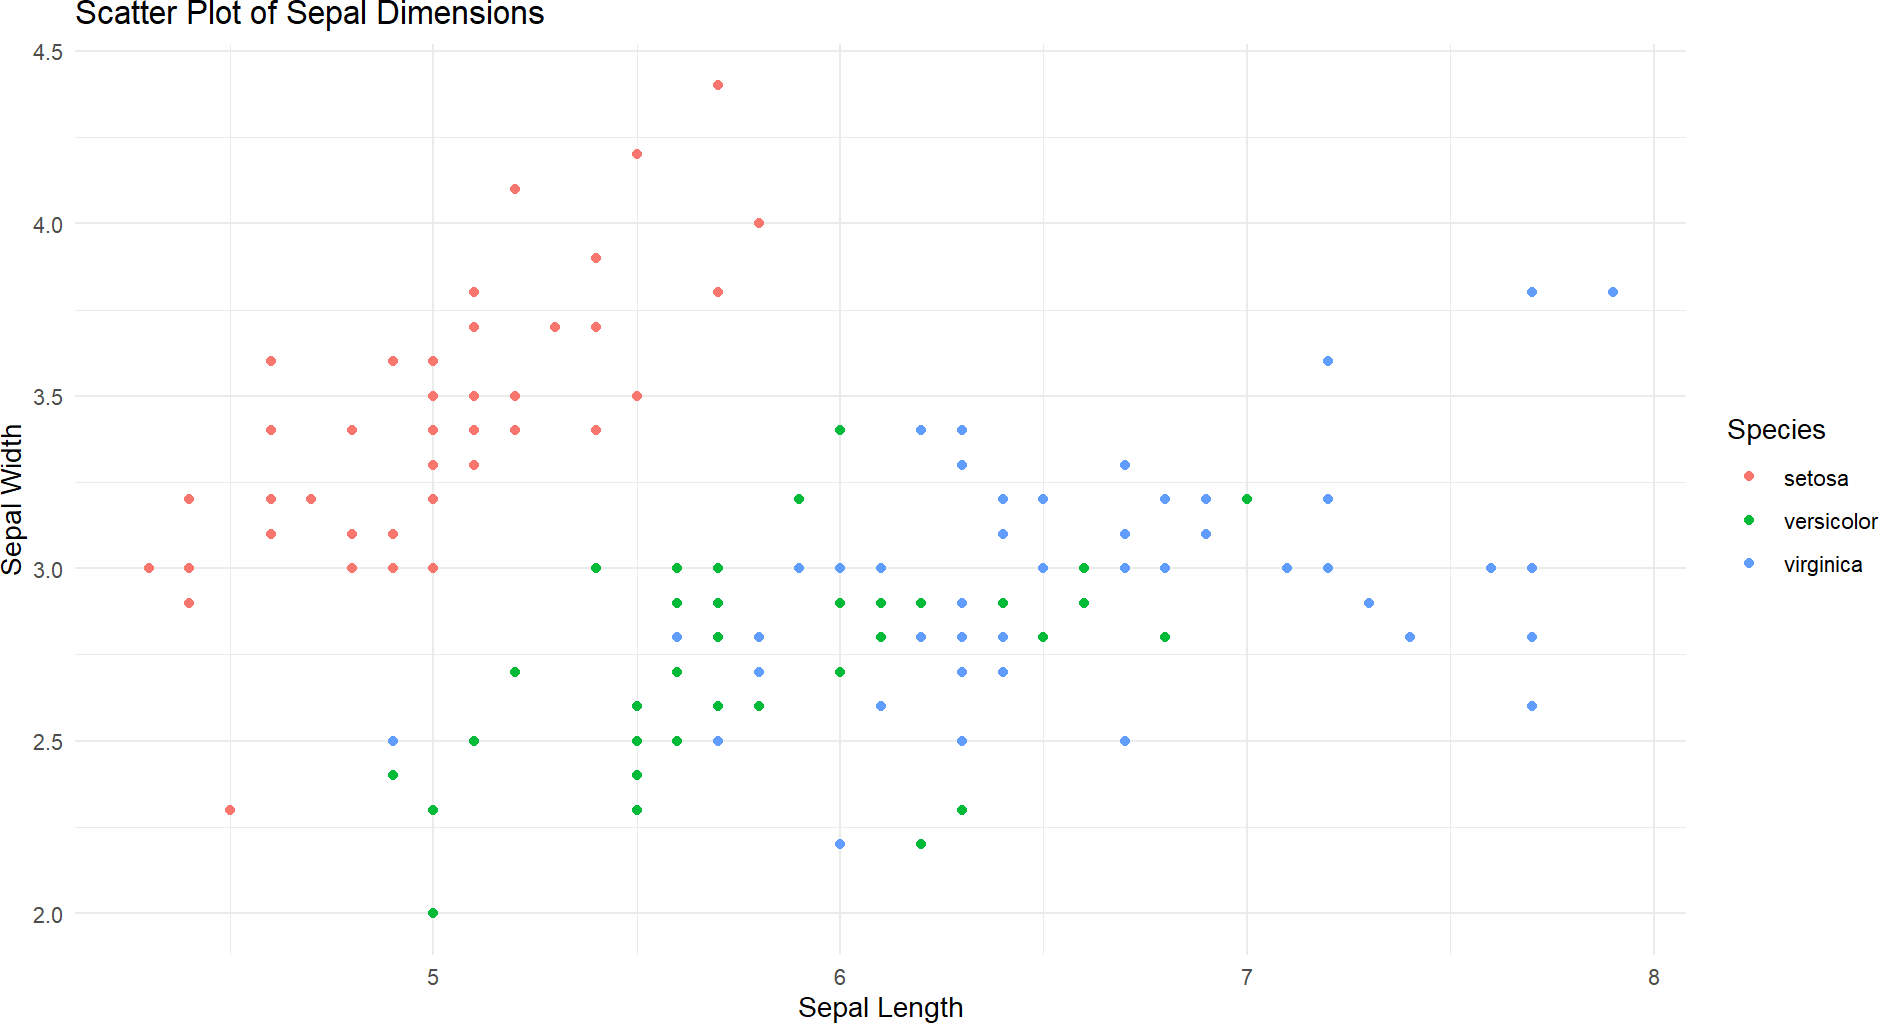 Scatter Plot of Sepal Dimensions
4.5
4.0
3.5
3.0
2.5
2.0
Sepal Width
5 6 7 8
Sepal Length
Species
setosa
versicolor
virginica